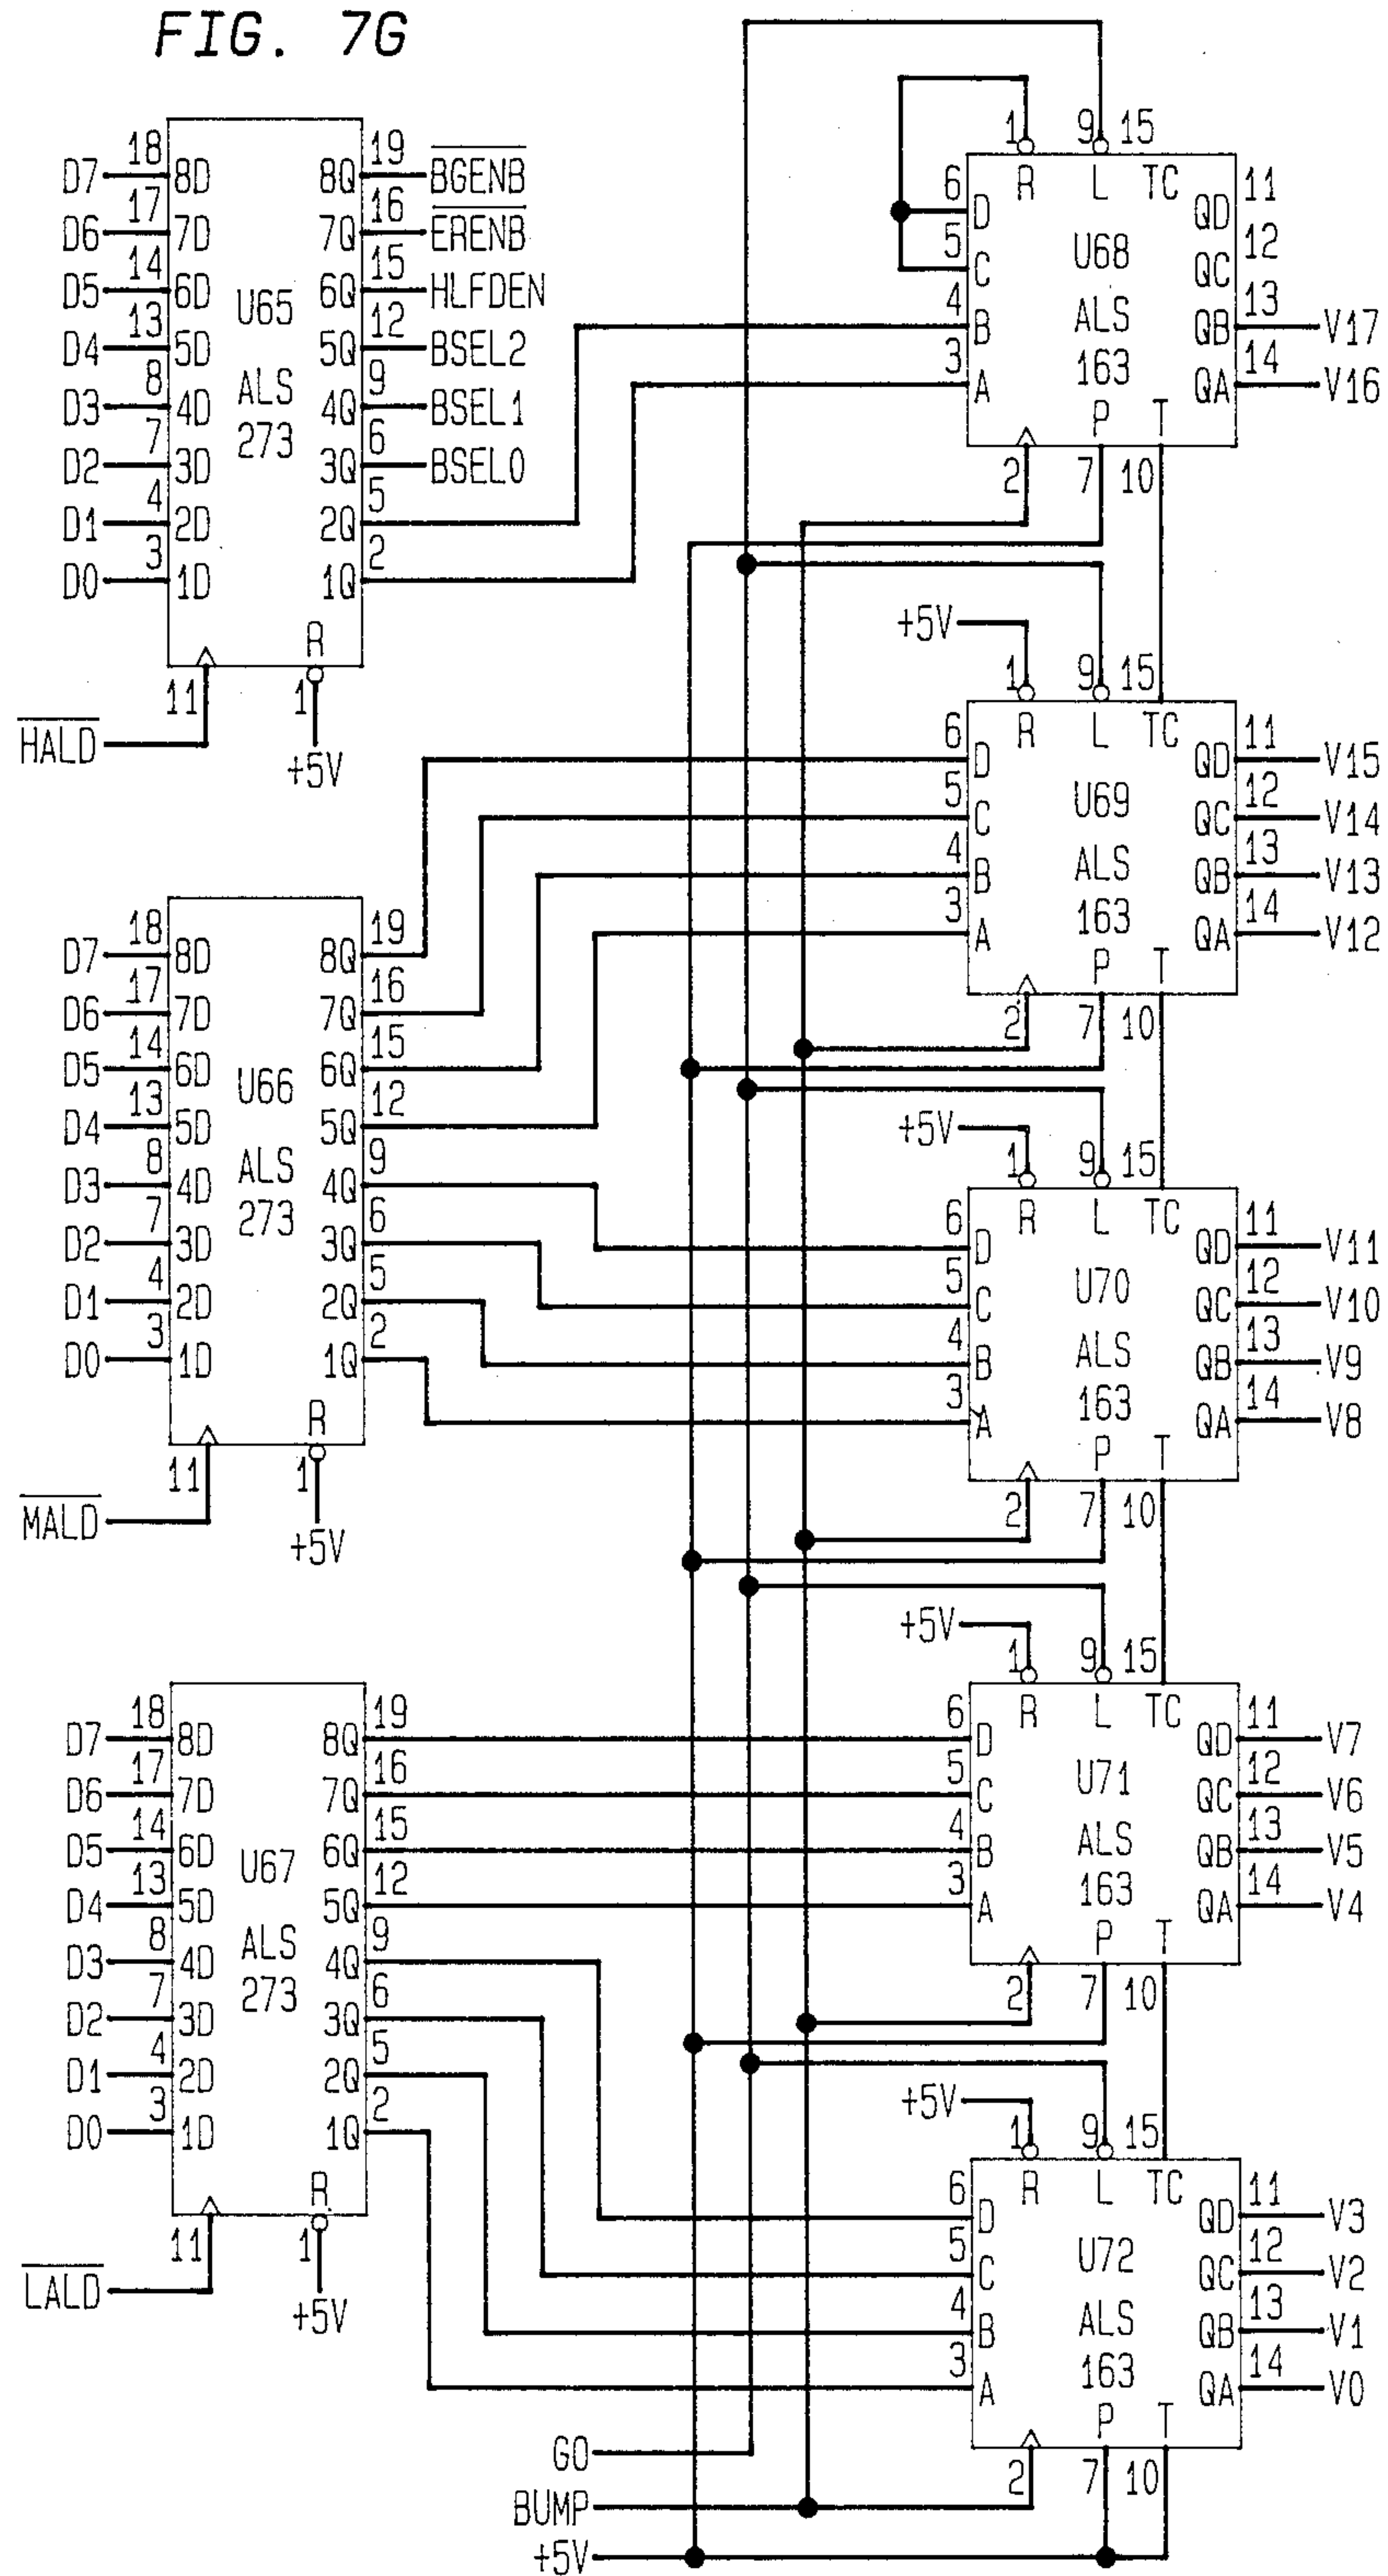 FIG. 7G
1 9 15
R L TC
18 19
D7 8D 8Q BGENB
17 16
D6 7D 7Q ERENB
14 15
D5 6D 6Q HLFDEN
13 12
D4 5D 5Q BSEL2
8 9
D3 4D 4Q BSEL1
7 6
D2 3D 3Q BSEL0
4 5
D1 2D 2Q
3 2
D0 1D 1Q
U65
ALS
273
R
11 1
HALD
+5V
6 D QD 11
5 C QC 12
4 B QB 13 V17
3 A QA 14 V16
U68
ALS
163
P T
2 7 10
+5V
1 9 15
R L TC
6 D QD 11 V15
5 C QC 12 V14
4 B QB 13 V13
3 A QA 14 V12
U69
ALS
163
P T
2 7 10
18 19
D7 8D 8Q
17 16
D6 7D 7Q
14 15
D5 6D 6Q
13 12
D4 5D 5Q
8 9
D3 4D 4Q
7 6
D2 3D 3Q
4 5
D1 2D 2Q
3 2
D0 1D 1Q
U66
ALS
273
R
11 1
MALD
+5V
+5V
1 9 15
R L TC
6 D QD 11 V11
5 C QC 12 V10
4 B QB 13 V9
3 A QA 14 V8
U70
ALS
163
P T
2 7 10
+5V
1 9 15
R L TC
6 D QD 11 V7
5 C QC 12 V6
4 B QB 13 V5
3 A QA 14 V4
U71
ALS
163
P T
2 7 10
18 19
D7 8D 8Q
17 16
D6 7D 7Q
14 15
D5 6D 6Q
13 12
D4 5D 5Q
8 9
D3 4D 4Q
7 6
D2 3D 3Q
4 5
D1 2D 2Q
3 2
D0 1D 1Q
U67
ALS
273
R
11 1
LALD
+5V
+5V
1 9 15
R L TC
6 D QD 11 V3
5 C QC 12 V2
4 B QB 13 V1
3 A QA 14 V0
U72
ALS
163
P T
2 7 10
GO
BUMP
+5V